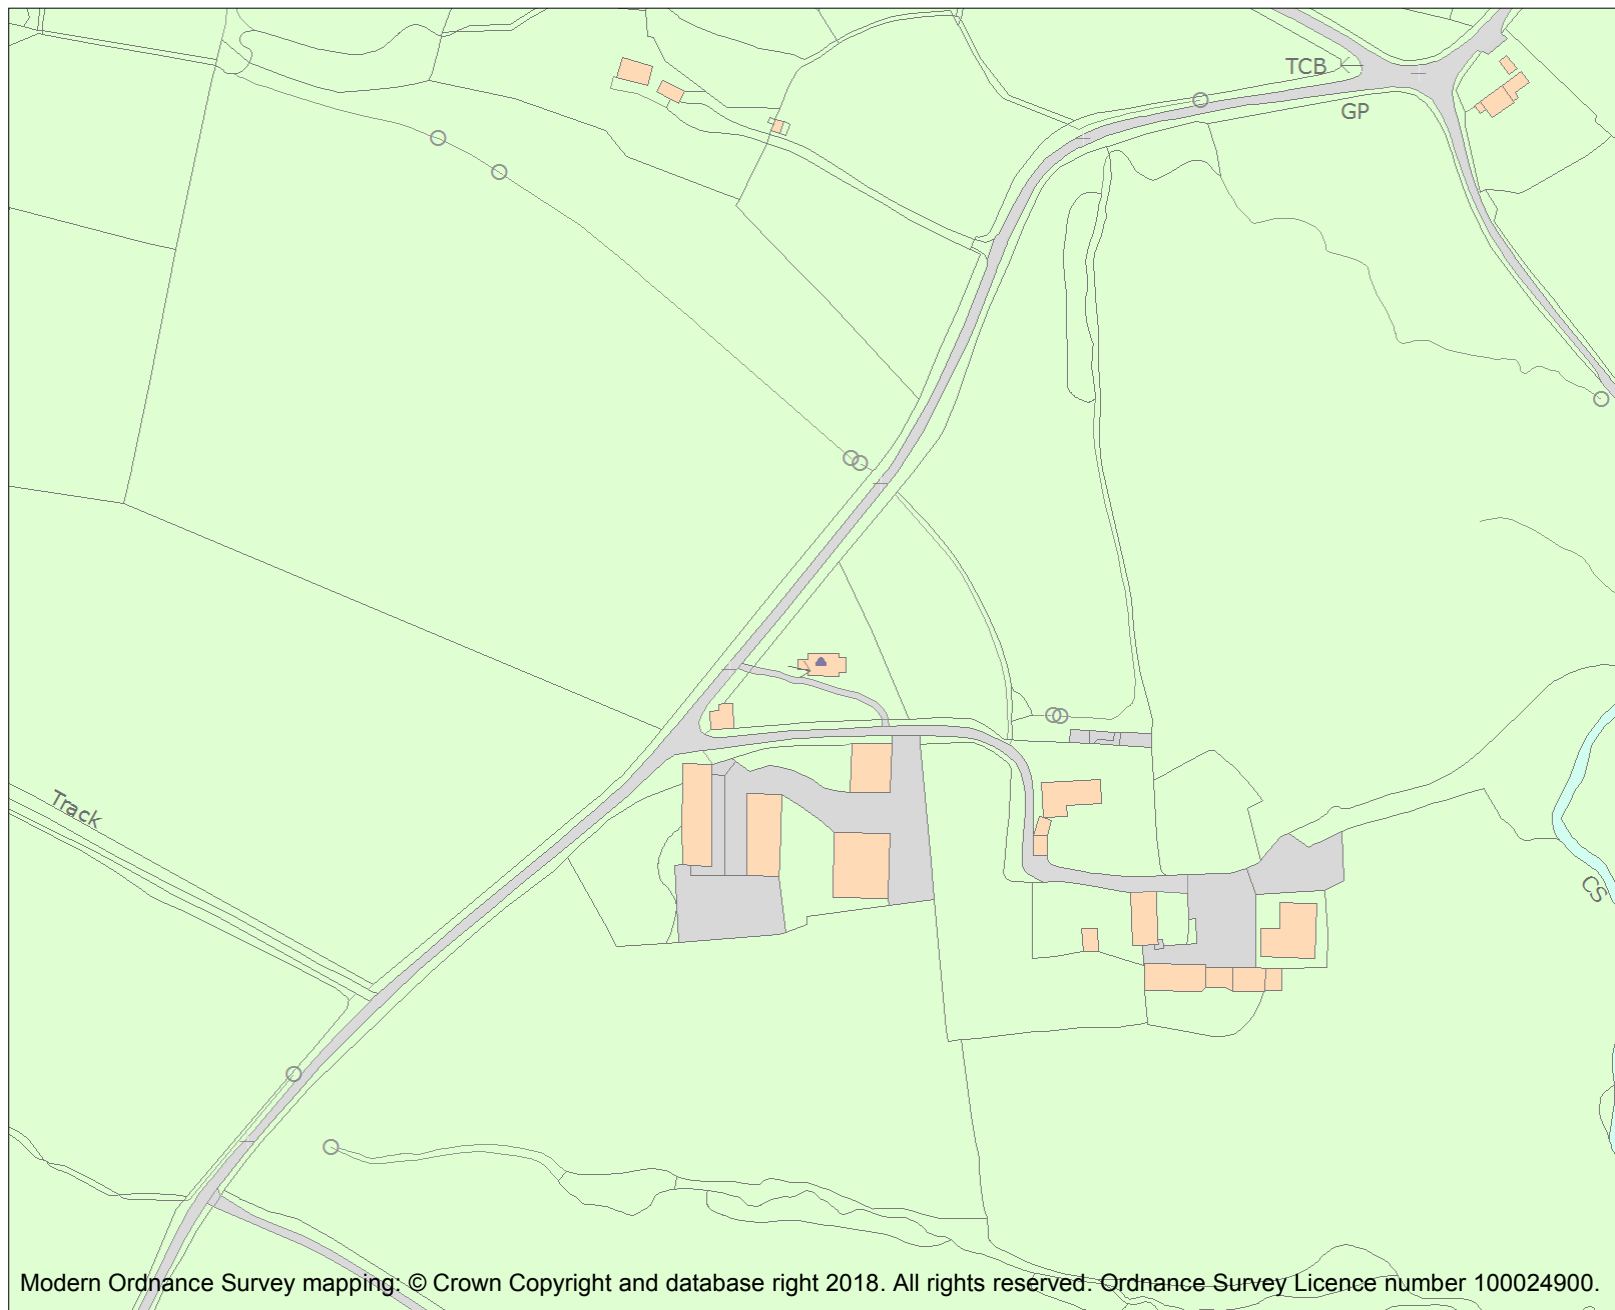 TCB
GP
Track
CS
Modern Ordnance Survey mapping: © Crown Copyright and database right 2018. All rights reserved. Ordnance Survey Licence number 100024900.